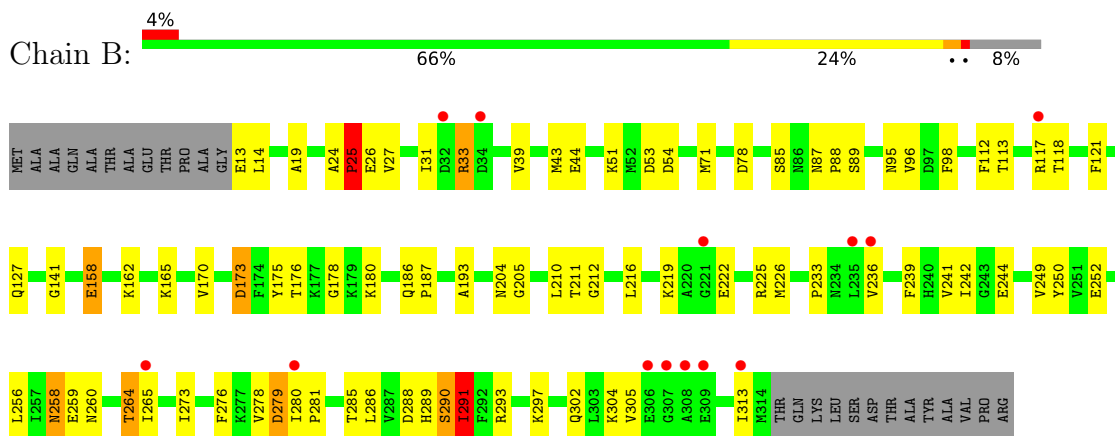 4%
Chain B:
66% 24% • • 8%
MET ALA ALA GLN ALA THR THR ALA GLU THR PRO ALA GLY E13 L14 A19 A24 P25 E26 V27 I31 D32 R33 D34 V39 M43 E44 K51 M52 D53 D54 M71 D78 S85 N86 N87 P88 S89 N95 V96 D97 F98 F112 T113 R117 T118 F121
Q127 G141 E158 K162 K165 V170 D173 F174 Y175 T176 K177 G178 K179 K180 Q186 P187 A193 N204 G205 L210 T211 G212 L216 K219 A220 G221 E222 R225 M226 P233 N234 L235 V236 F239 H240 V241 I242 G243 E244 V249 Y250 V251 E252
L256 I257 N258 E259 N260 T264 I265 I273 F276 K277 V278 D279 I280 P281 T285 L286 V287 D288 H289 S290 I291 F292 R293 K297 Q302 L303 K304 V305 E306 G307 A308 E309 I313 M314 THR GLN LYS LEU SER ASP THR ALA TYR ALA VAL PRO ARG